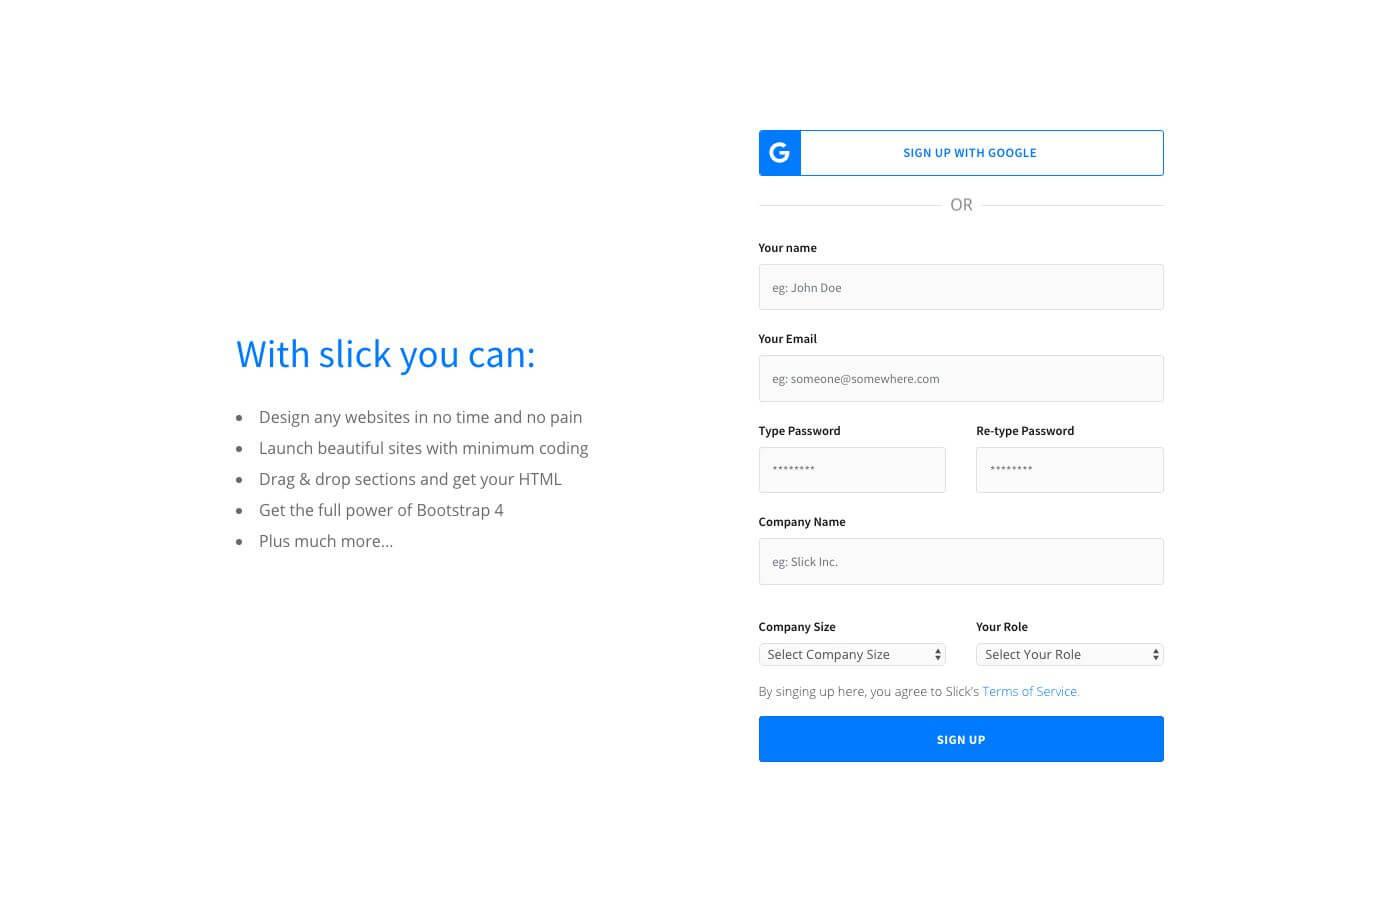 SIGN UP WITH GOOGLE
OR
With slick you can:
Design any websites in no time and no pain
Launch beautiful sites with minimum coding
Drag & drop sections and get your HTML
Get the full power of Bootstrap 4
Plus much more...
Your name
eg: John Doe
Your Email
eg: someone@somewhere.com
Type Password
********
Re-type Password
********
Company Name
eg: Slick Inc.
Company Size
Select Company Size
Your Role
Select Your Role
By singing up here, you agree to Slick's Terms of Service.
SIGN UP